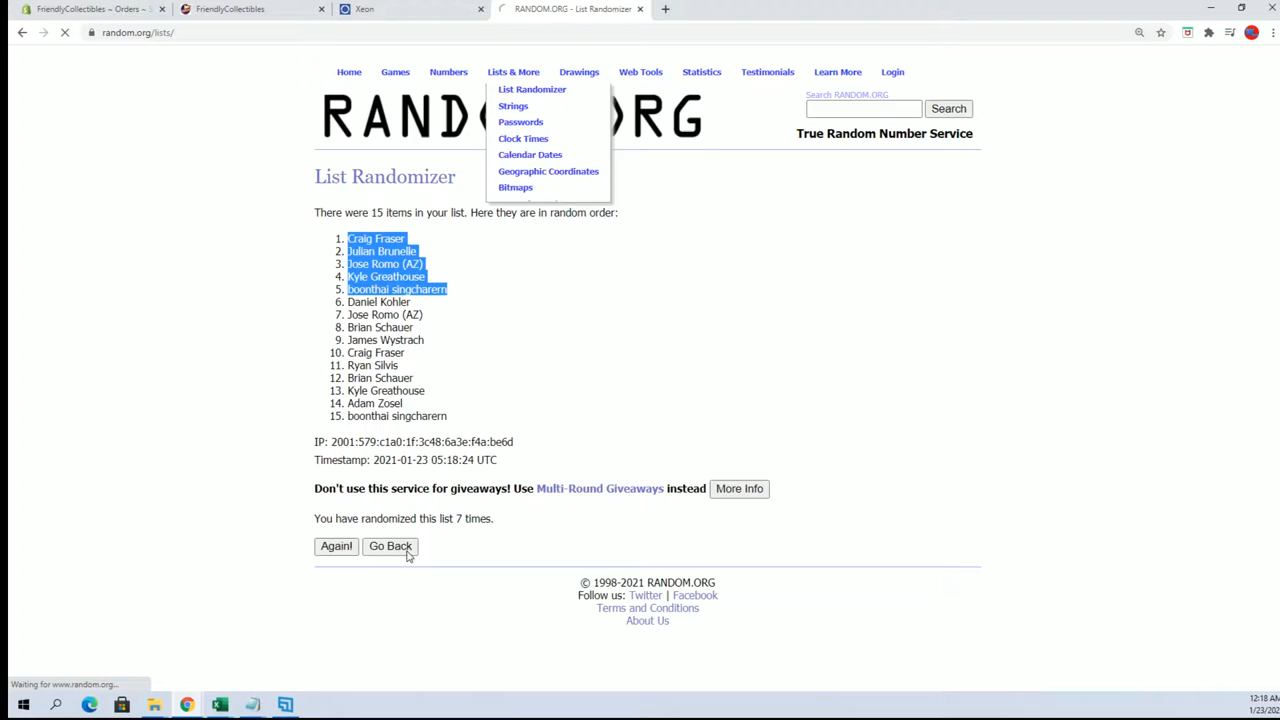 FriendlyCollectibles ~ Orders ~ S
FriendlyCollectibles
Xeon
RANDOM.ORG - List Randomizer
random.org/lists/
Home Games Numbers Lists & More Drawings Web Tools Statistics Testimonials Learn More Login
List Randomizer
Strings
Passwords
Clock Times
Calendar Dates
Geographic Coordinates
Bitmaps
RAND ORG
Search RANDOM.ORG
Search
True Random Number Service
List Randomizer
There were 15 items in your list. Here they are in random order:
1. Craig Fraser
2. Julian Brunelle
3. Jose Romo (AZ)
4. Kyle Greathouse
5. boonthai singcharern
6. Daniel Kohler
7. Jose Romo (AZ)
8. Brian Schauer
9. James Wystrach
10. Craig Fraser
11. Ryan Silvis
12. Brian Schauer
13. Kyle Greathouse
14. Adam Zosel
15. boonthai singcharern
IP: 2001:579:c1a0:1f:3c48:6a3e:f4a:be6d
Timestamp: 2021-01-23 05:18:24 UTC
Don't use this service for giveaways! Use Multi-Round Giveaways instead More Info
You have randomized this list 7 times.
Again! Go Back
© 1998-2021 RANDOM.ORG
Follow us: Twitter | Facebook
Terms and Conditions
About Us
Waiting for www.random.org...
12:18 AM
1/23/202